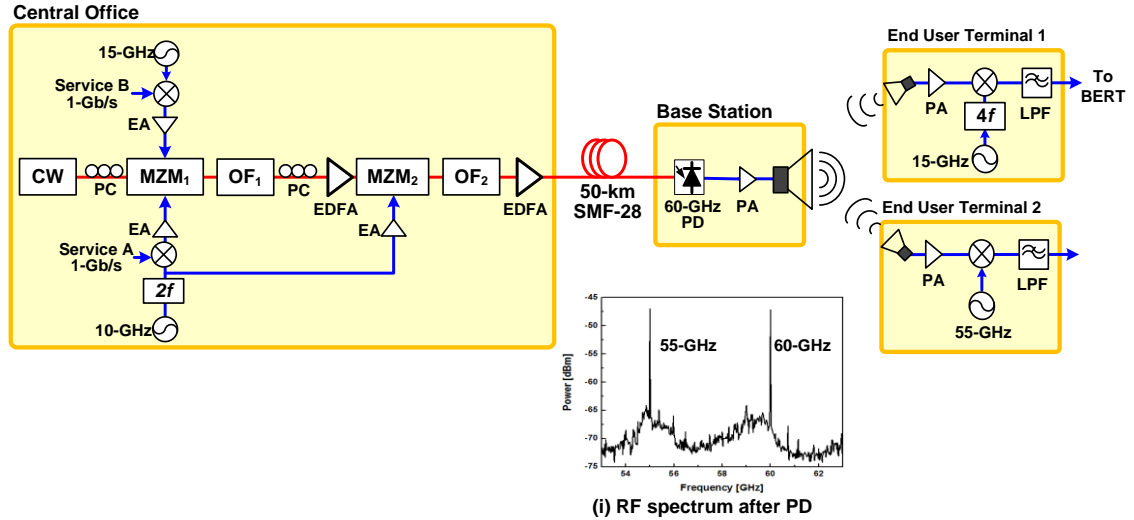 Central Office
15-GHz
Service B
1-Gb/s
EA
CW
PC
MZM1
OF1
PC
EDFA
MZM2
OF2
EDFA
EA
EA
Service A
1-Gb/s
2f
10-GHz
50-km
SMF-28
Base Station
60-GHz
PD
PA
End User Terminal 1
PA
4f
LPF
15-GHz
To
BERT
End User Terminal 2
PA
LPF
55-GHz
-45
-50
-55
-60
-65
-70
-75
Power [dBm]
55-GHz
60-GHz
54 56 58 60 62
Frequency [GHz]
(i) RF spectrum after PD